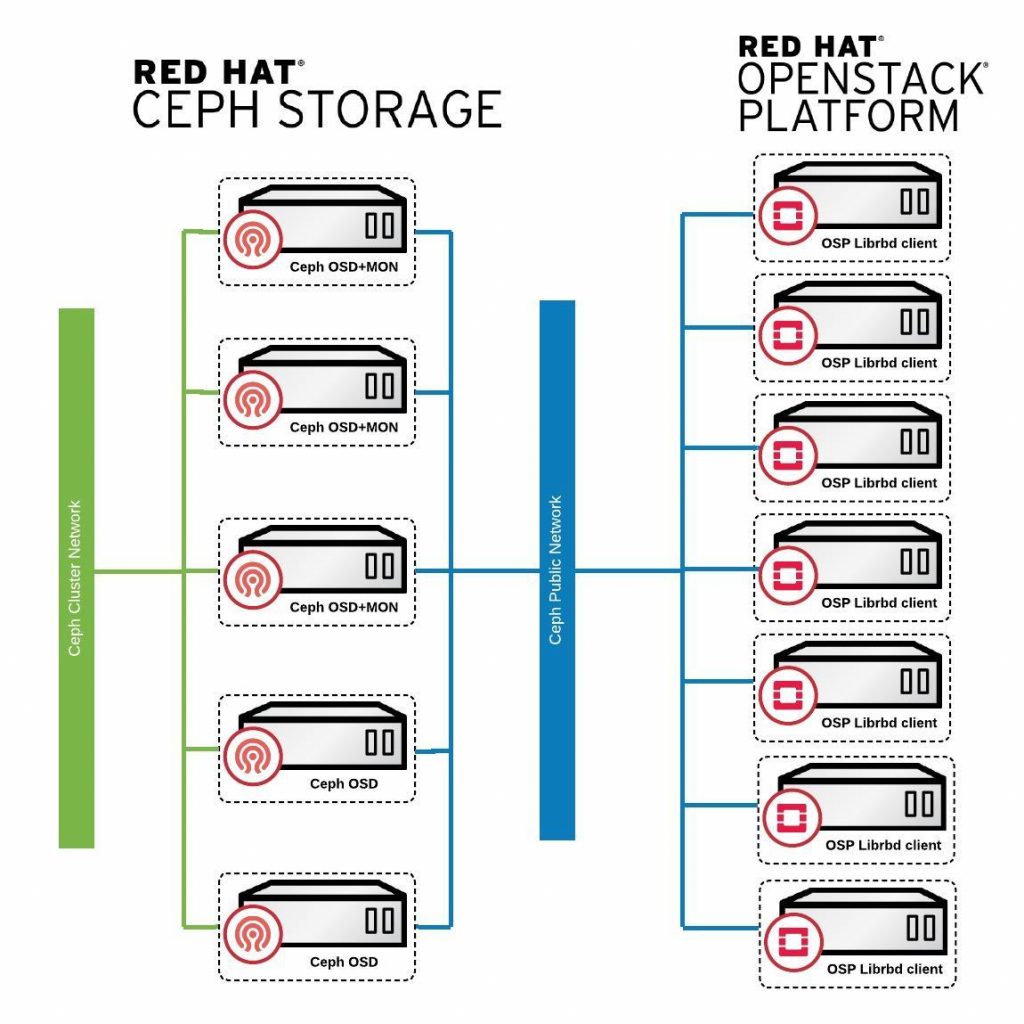 RED HAT®
CEPH STORAGE
RED HAT®
OPENSTACK®
PLATFORM
Ceph Cluster Network
Ceph OSD+MON
Ceph OSD+MON
Ceph OSD+MON
Ceph OSD
Ceph OSD
Ceph Public Network
OSP Librbd client
OSP Librbd client
OSP Librbd client
OSP Librbd client
OSP Librbd client
OSP Librbd client
OSP Librbd client